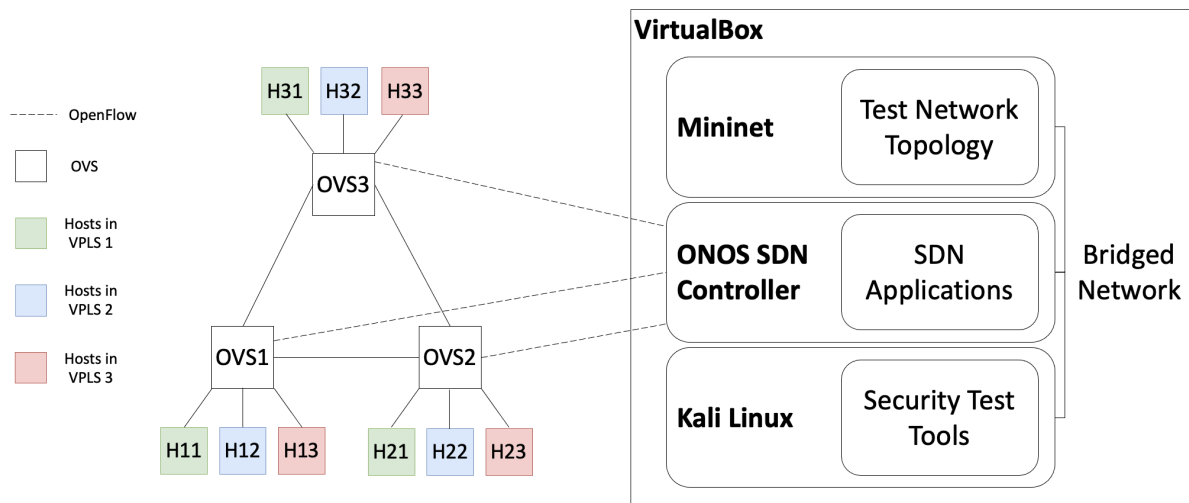 OpenFlow
OVS
Hosts in
VPLS 1
Hosts in
VPLS 2
Hosts in
VPLS 3
H31 H32 H33
OVS3
OVS1 OVS2
H11 H12 H13 H21 H22 H23
VirtualBox
Mininet
Test Network
Topology
ONOS SDN
Controller
SDN
Applications
Kali Linux
Security Test
Tools
Bridged
Network